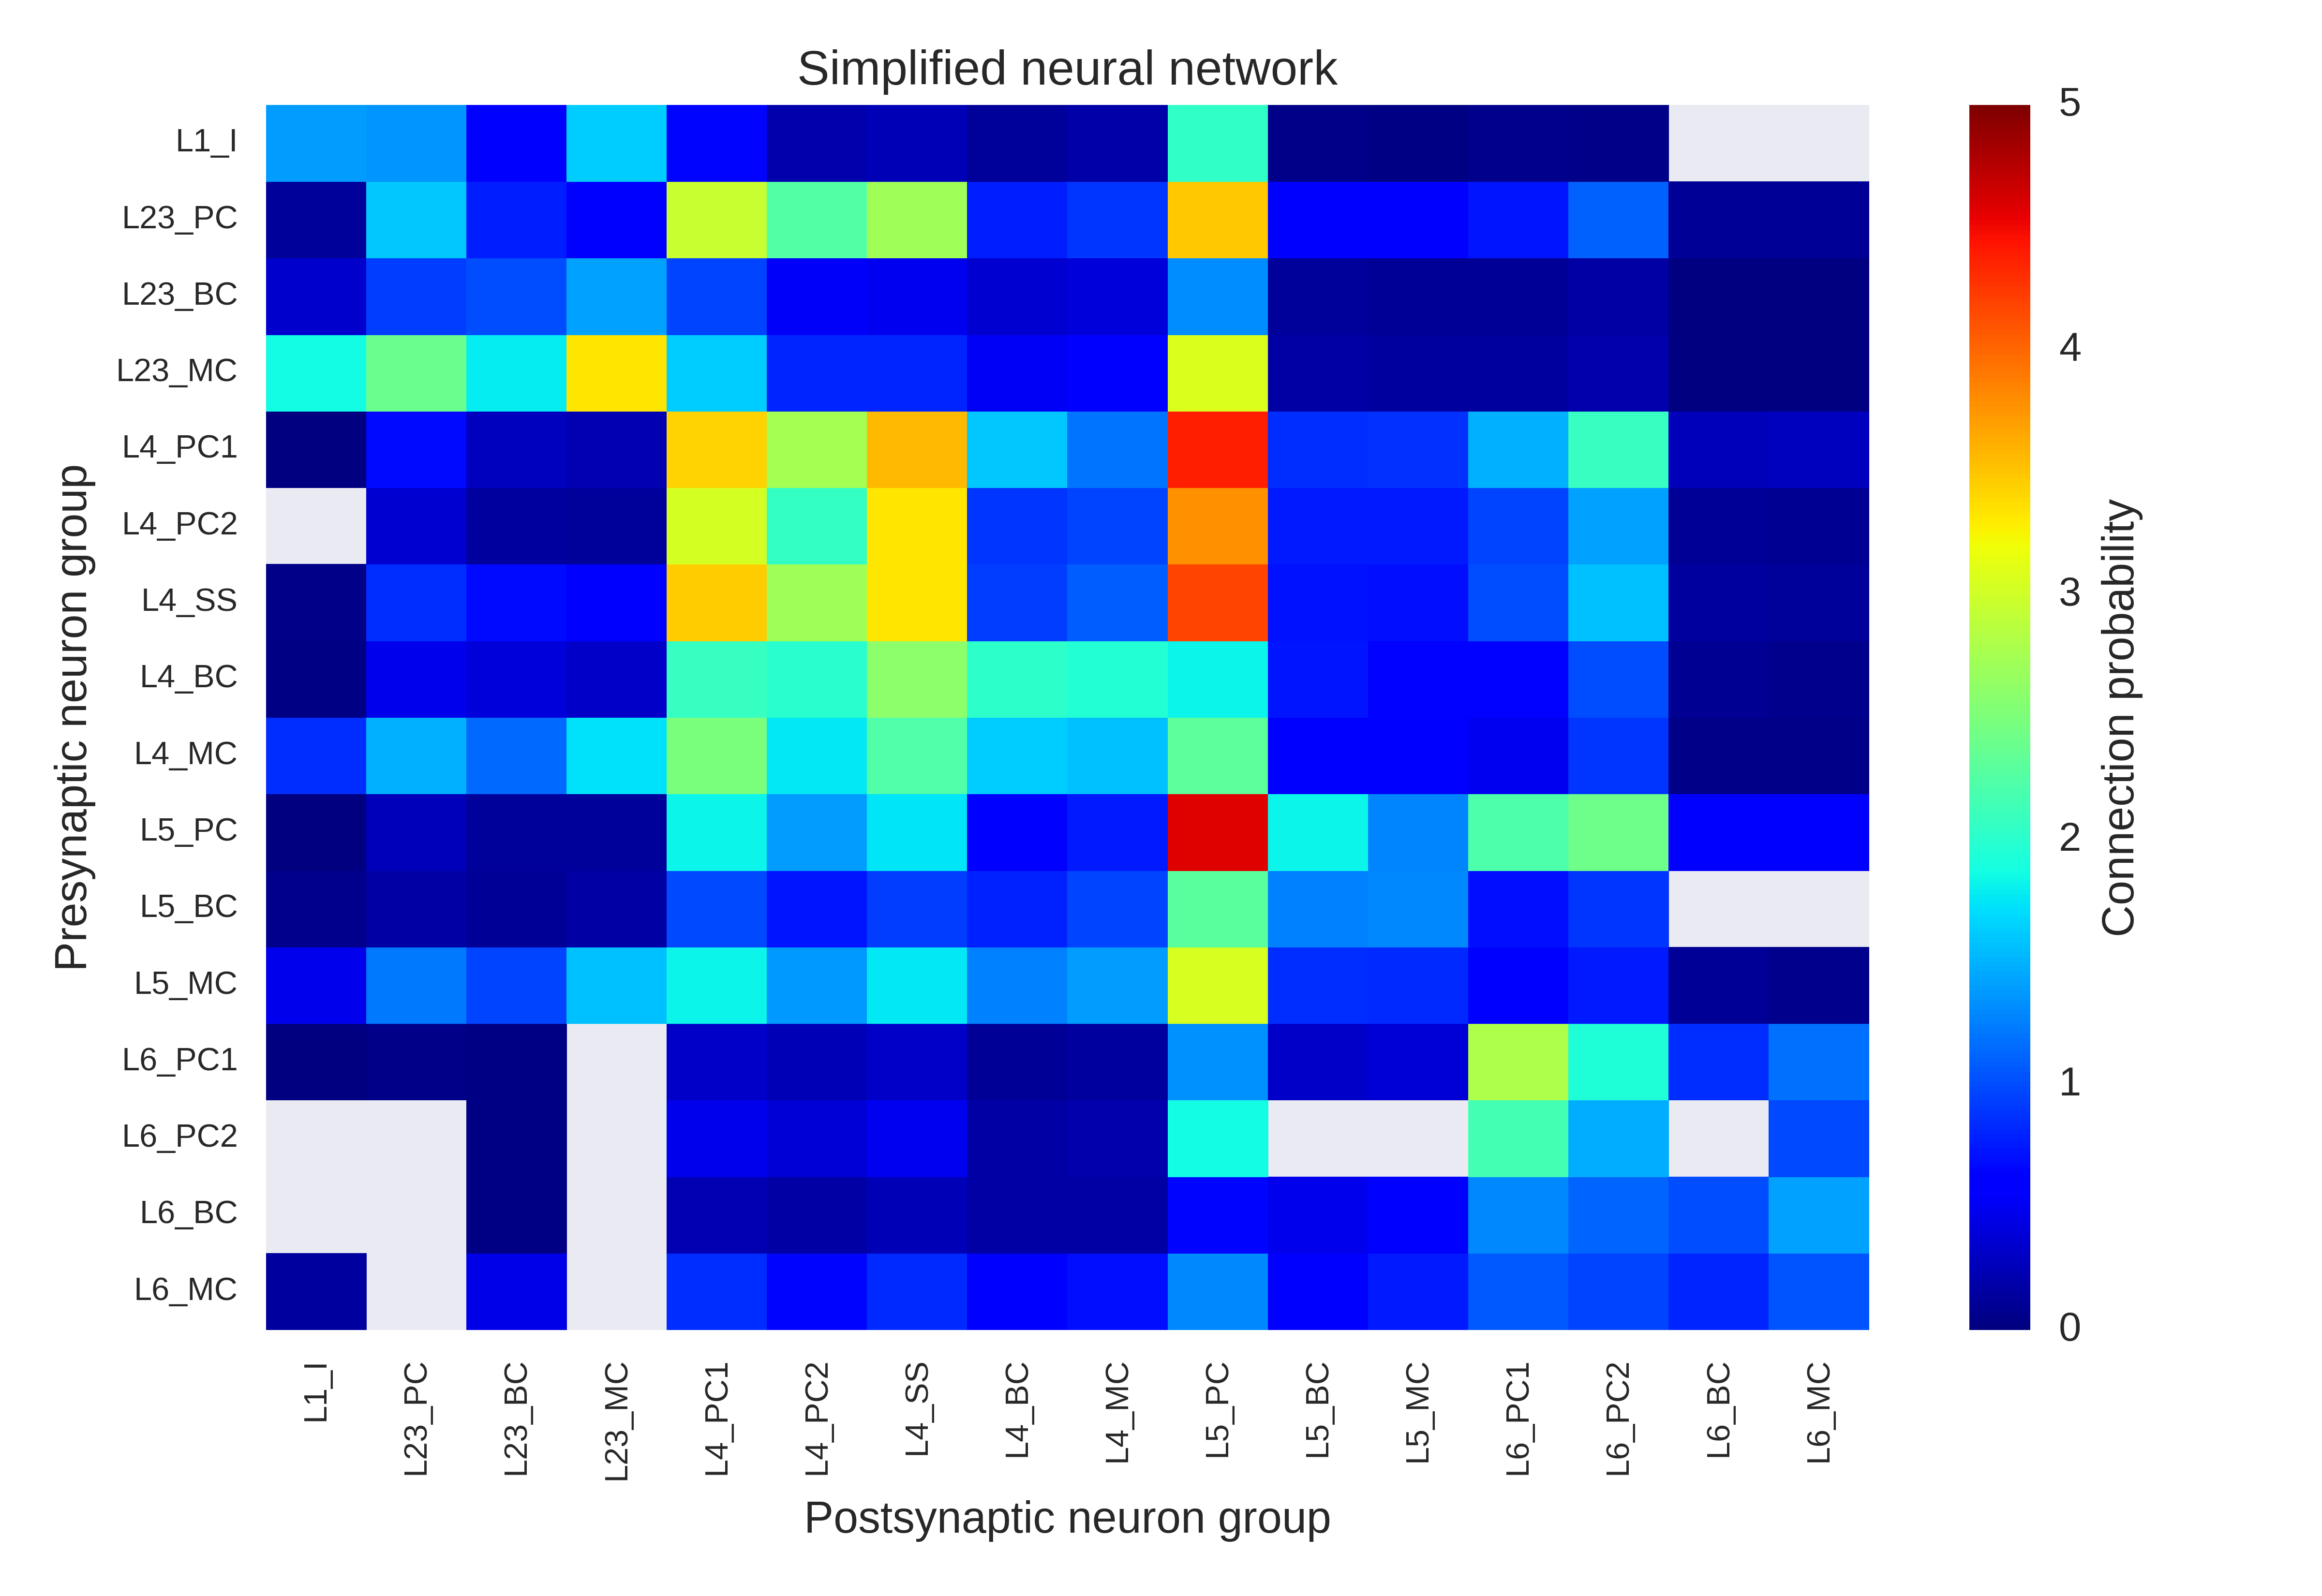 Simplified neural network
Presynaptic neuron group
L1_I
L23_PC
L23_BC
L23_MC
L4_PC1
L4_PC2
L4_SS
L4_BC
L4_MC
L5_PC
L5_BC
L5_MC
L6_PC1
L6_PC2
L6_BC
L6_MC
L1_I
L23_PC
L23_BC
L23_MC
L4_PC1
L4_PC2
L4_SS
L4_BC
L4_MC
L5_PC
L5_BC
L5_MC
L6_PC1
L6_PC2
L6_BC
L6_MC
Postsynaptic neuron group
5
4
3
2
1
0
Connection probability